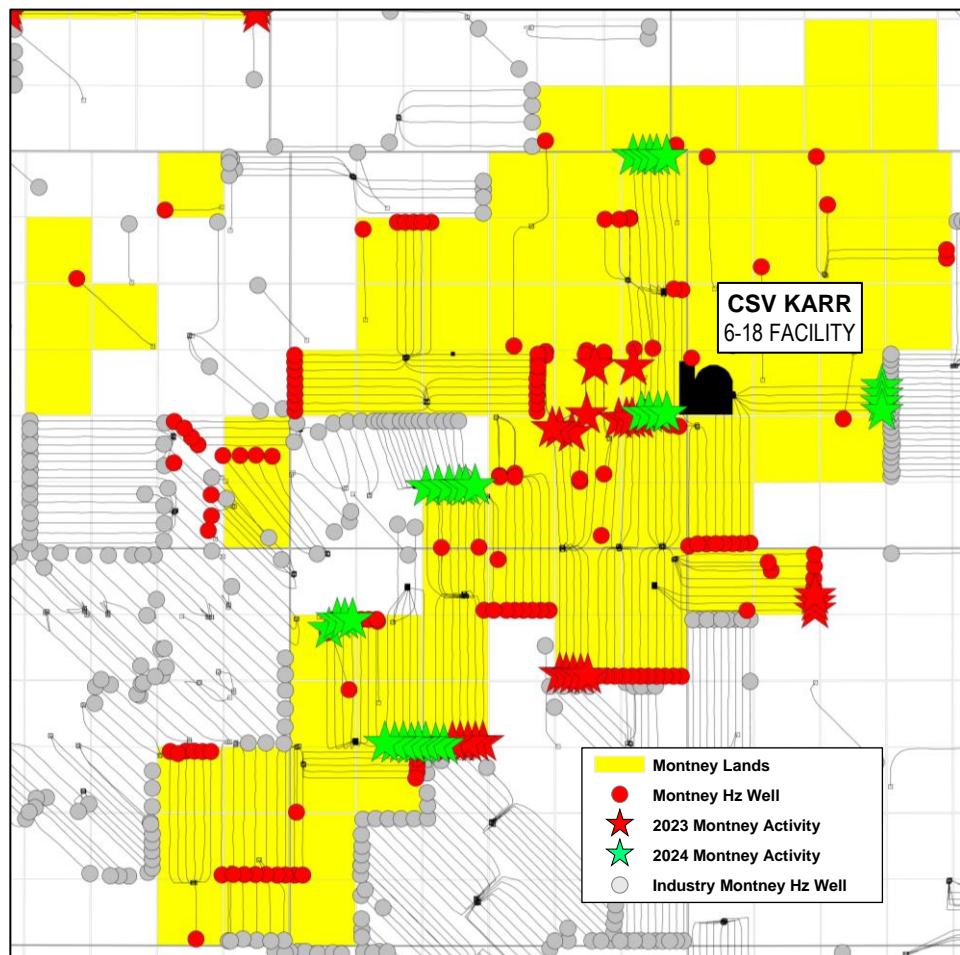 CSV KARR
6-18 FACILITY
Montney Lands
Montney Hz Well
2023 Montney Activity
2024 Montney Activity
Industry Montney Hz Well